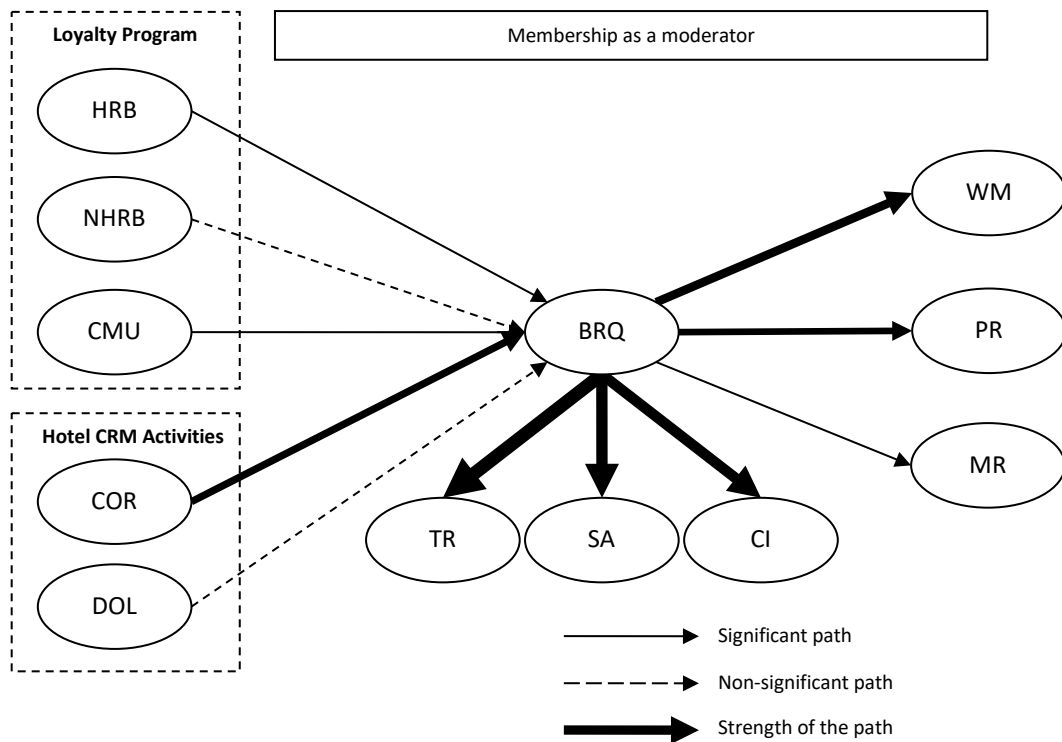 Loyalty Program
Membership as a moderator
HRB
NHRB
CMU
BRQ
WM
PR
MR
Hotel CRM Activities
COR
DOL
TR
SA
CI
Significant path
Non-significant path
Strength of the path